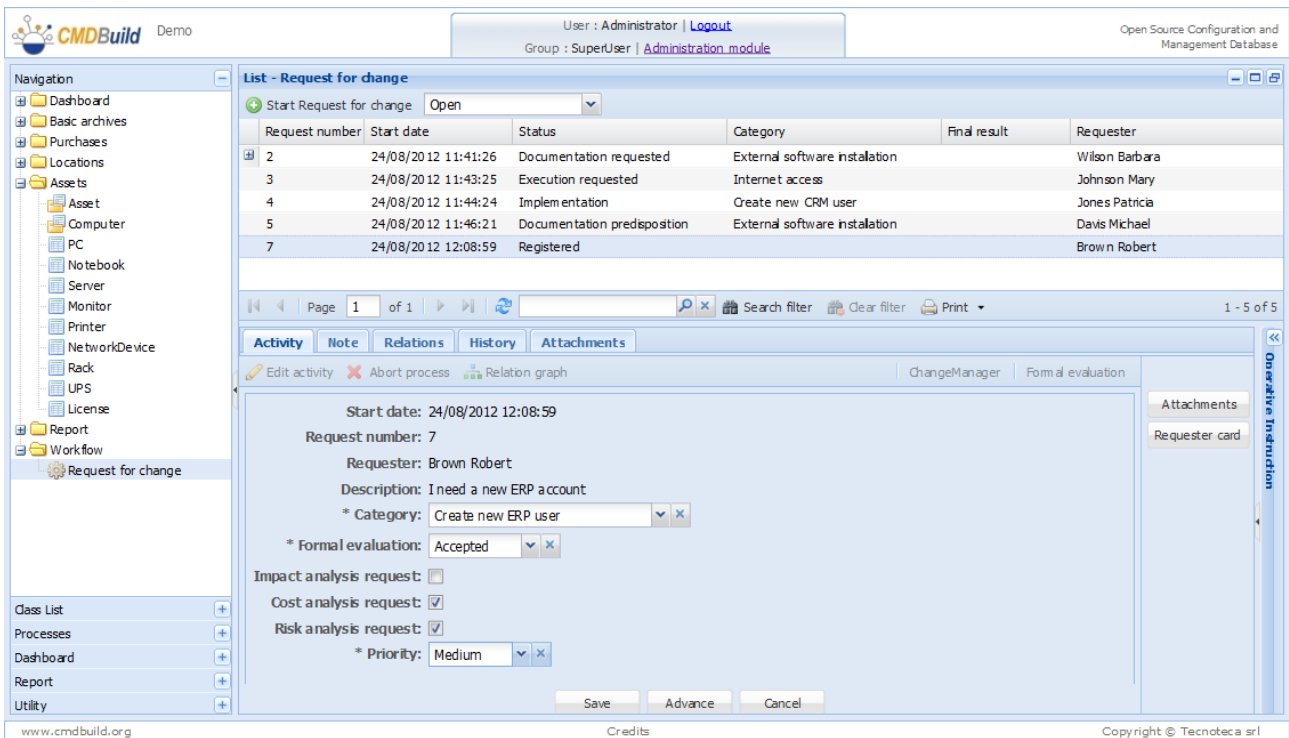 CMDBuild Demo
User : Administrator | Logout
Group : SuperUser | Administration module
Open Source Configuration and
Management Database
Navigation
Dashboard
Basic archives
Purchases
Locations
Assets
Asset
Computer
PC
Notebook
Server
Monitor
Printer
NetworkDevice
Rack
UPS
License
Report
Workflow
Request for change
Class List
Processes
Dashboard
Report
Utility
List - Request for change
Start Request for change Open
Request number Start date Status Category Final result Requester
2 24/08/2012 11:41:26 Documentation requested External software installation Wilson Barbara
3 24/08/2012 11:43:25 Execution requested Internet access Johnson Mary
4 24/08/2012 11:44:24 Implementation Create new CRM user Jones Patricia
5 24/08/2012 11:46:21 Documentation predisposition External software installation Davis Michael
7 24/08/2012 12:08:59 Registered Brown Robert
Page 1 of 1 Search filter Clear filter Print 1 - 5 of 5
Activity Note Relations History Attachments
Edit activity Abort process Relation graph ChangeManager Formal evaluation
Start date: 24/08/2012 12:08:59
Request number: 7
Requester: Brown Robert
Description: I need a new ERP account
* Category: Create new ERP user
* Formal evaluation: Accepted
Impact analysis request:
Cost analysis request:
Risk analysis request:
* Priority: Medium
Save Advance Cancel
Attachments
Requester card
Operative Instruction
www.cmdbuild.org Credits Copyright © Tecnoteca srl